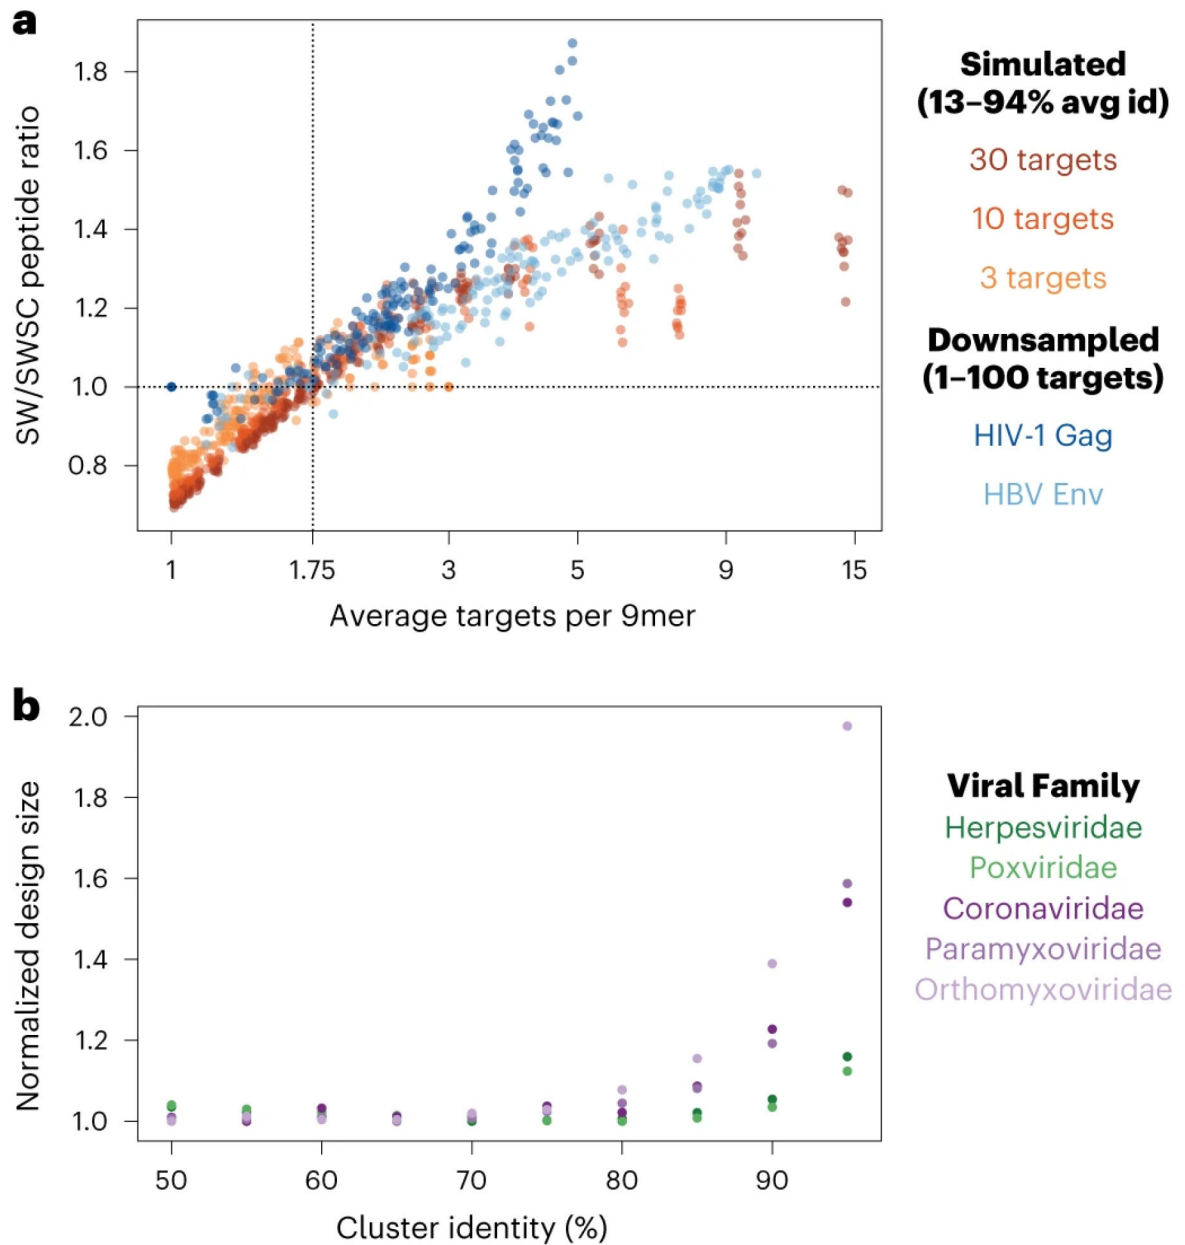 a
SW/SWSC peptide ratio
1.8
1.6
1.4
1.2
1.0
0.8
1 1.75 3 5 9 15
Average targets per 9mer
Simulated
(13–94% avg id)
30 targets
10 targets
3 targets
Downsampled
(1–100 targets)
HIV-1 Gag
HBV Env
b
Normalized design size
2.0
1.8
1.6
1.4
1.2
1.0
50 60 70 80 90
Cluster identity (%)
Viral Family
Herpesviridae
Poxviridae
Coronaviridae
Paramyxoviridae
Orthomyxoviridae